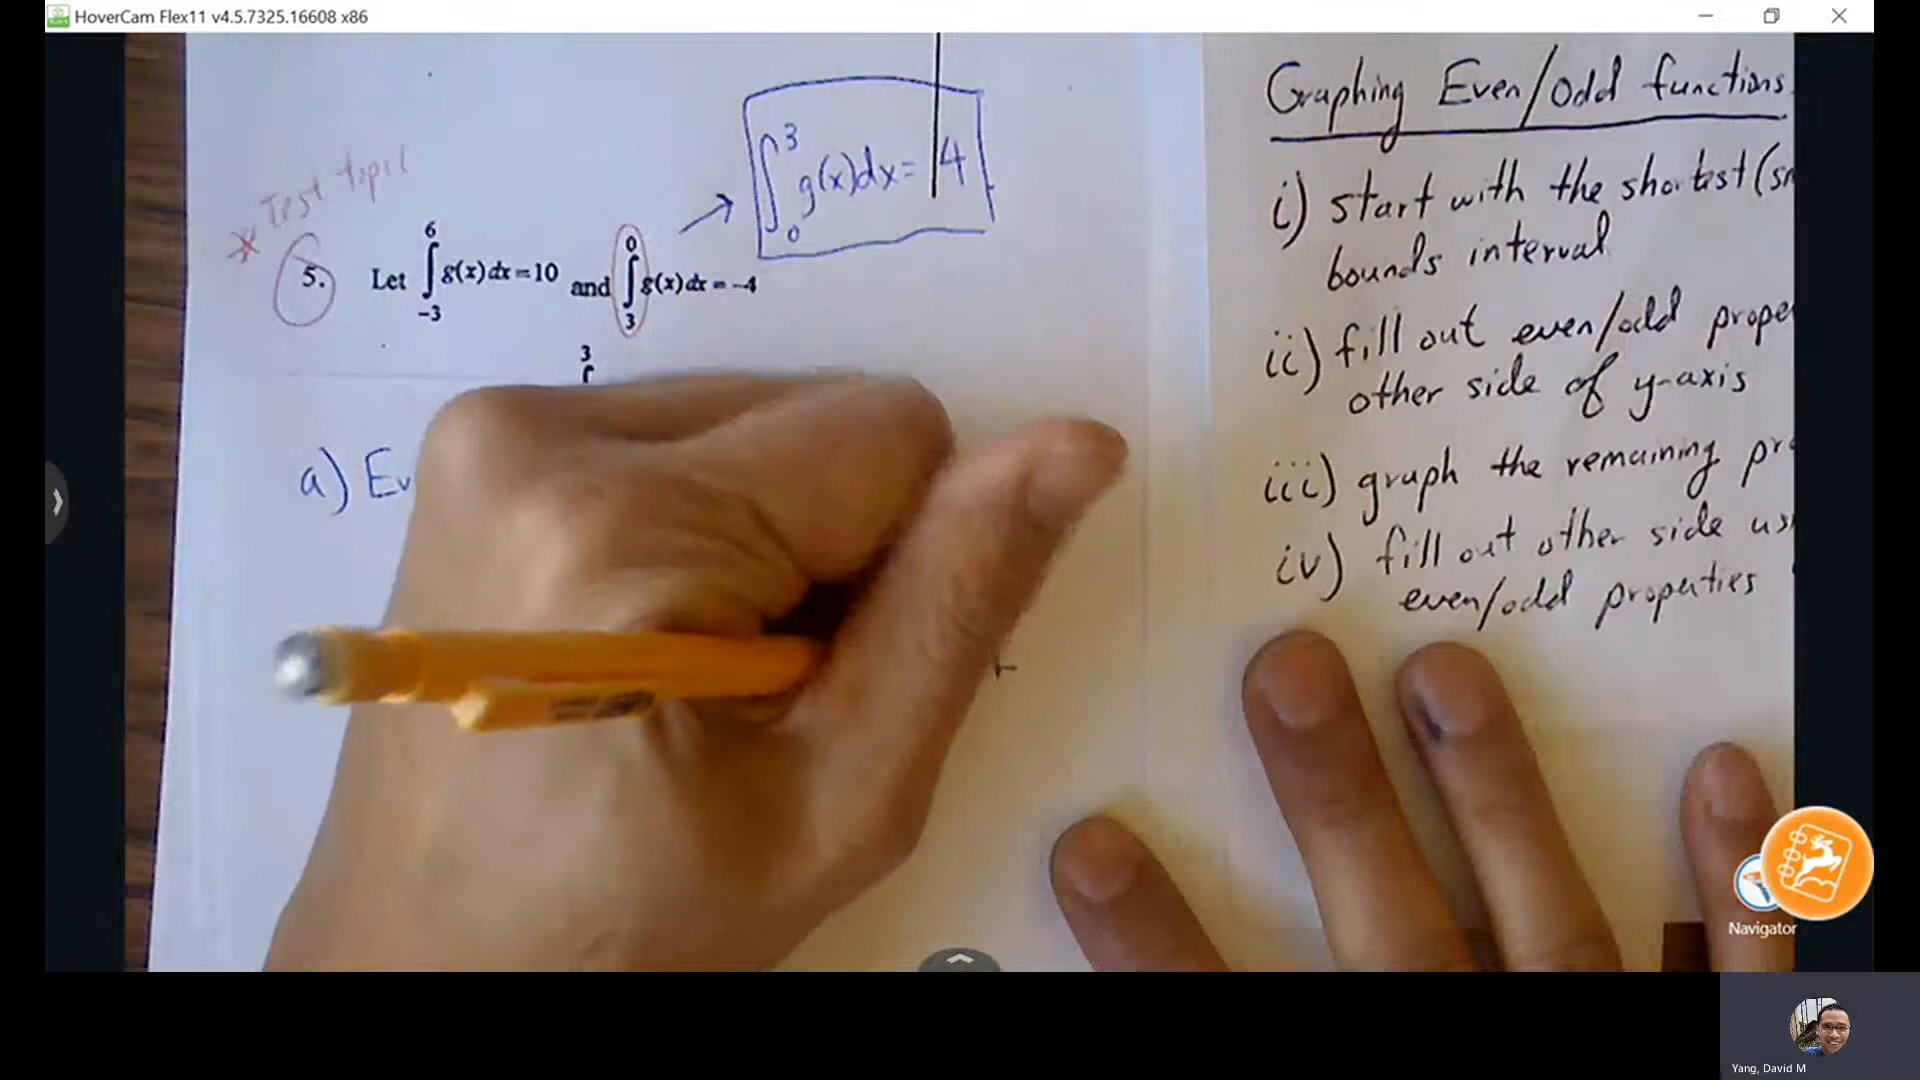 HoverCam Flex11 v4.5.7325.16608 x86
Graphing Even/Odd functions
i) start with the shortest
bounds interval
ii) fill out even/odd
other side of y-axis
iii) graph the remaining
iv) fill out other side
even/odd properties
* Test topic
∫₀³ g(x)dx = 4
5. Let ∫₋₃⁶ g(x)dx=10 and ∫₃⁰ g(x)dx = -4
3
∫
a) Ev
Navigator
Yang, David M